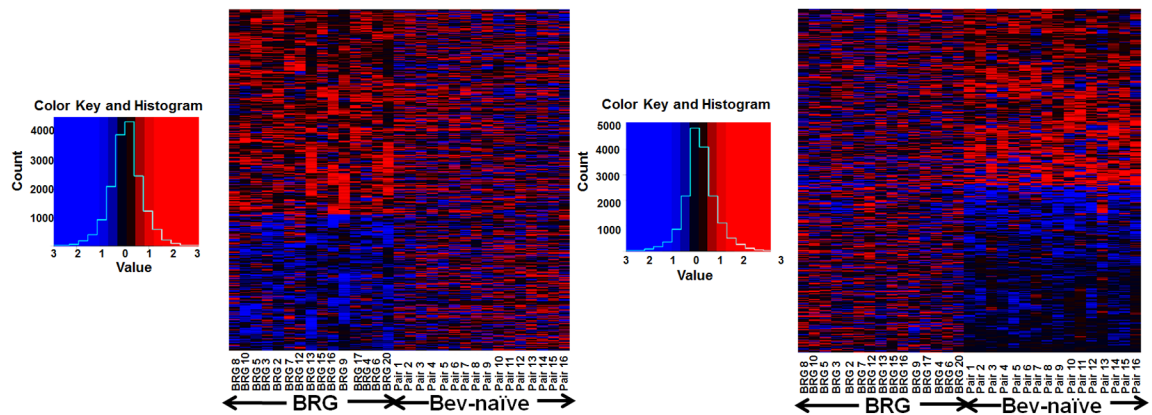 Color Key and Histogram
4000
3000
2000
1000
Count
3 2 1 0 1 2 3
Value
BRG 8
BRG 10
BRG 5
BRG 3
BRG 2
BRG 7
BRG 12
BRG 13
BRG 15
BRG 16
BRG 9
BRG 17
BRG 4
BRG 6
BRG 20
Pair 1
Pair 2
Pair 3
Pair 4
Pair 5
Pair 6
Pair 7
Pair 8
Pair 9
Pair 10
Pair 11
Pair 12
Pair 13
Pair 14
Pair 15
Pair 16
BRG
Bev-naïve
Color Key and Histogram
5000
4000
3000
2000
1000
Count
3 2 1 0 1 2 3
Value
BRG 8
BRG 10
BRG 5
BRG 3
BRG 2
BRG 7
BRG 12
BRG 13
BRG 15
BRG 16
BRG 9
BRG 17
BRG 4
BRG 6
BRG 20
Pair 1
Pair 2
Pair 3
Pair 4
Pair 5
Pair 6
Pair 7
Pair 8
Pair 9
Pair 10
Pair 11
Pair 12
Pair 13
Pair 14
Pair 15
Pair 16
BRG
Bev-naïve